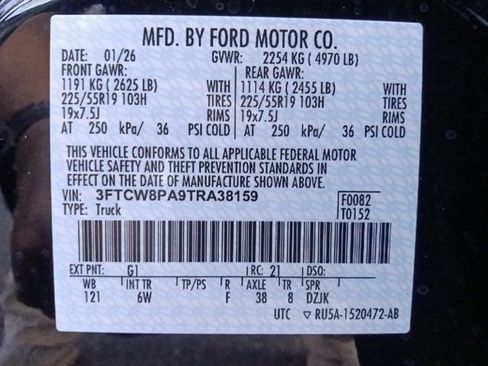 MFD. BY FORD MOTOR CO.
DATE: 01/26 GVWR: 2254 KG ( 4970 LB)
FRONT GAWR: REAR GAWR:
1191 KG ( 2625 LB) WITH 1114 KG ( 2455 LB) WITH
225/55R19 103H TIRES 225/55R19 103H TIRES
19x7.5J RIMS 19x7.5J RIMS
AT 250 kPa/ 36 PSI COLD AT 250 kPa/ 36 PSI COLD
THIS VEHICLE CONFORMS TO ALL APPLICABLE FEDERAL MOTOR
VEHICLE SAFETY AND THEFT PREVENTION STANDARDS IN
EFFECT ON THE DATE OF MANUFACTURE SHOWN ABOVE.
VIN: 3FTCW8PA9TRA38159 F0082
TYPE: Truck T0152
EXT PNT: G1 RC: 21 DSO:
WB INT TR TP/PS R AXLE TR SPR
121 6W F 38 8 DZJK
UTC ▽ RU5A-1520472-AB